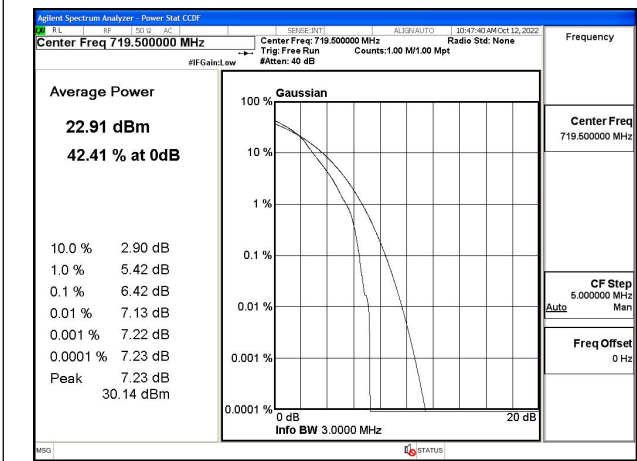 Agilent Spectrum Analyzer - Power Stat CCDF
RL RF 50 Ω AC SENSE:INT ALIGN AUTO 10:47:40 AM Oct 12, 2022
Center Freq 719.500000 MHz
Center Freq: 719.500000 MHz Radio Std: None
Trig: Free Run Counts:1.00 M/1.00 Mpt
#IFGain:Low #Atten: 40 dB
Frequency
Average Power
22.91 dBm
42.41 % at 0dB
10.0 % 2.90 dB
1.0 % 5.42 dB
0.1 % 6.42 dB
0.01 % 7.13 dB
0.001 % 7.22 dB
0.0001 % 7.23 dB
Peak 7.23 dB
30.14 dBm
Gaussian
100 %
10 %
1 %
0.1 %
0.01 %
0.001 %
0.0001 %
0 dB 20 dB
Info BW 3.0000 MHz
Center Freq
719.500000 MHz
CF Step
5.000000 MHz
Auto Man
Freq Offset
0 Hz
MSG STATUS